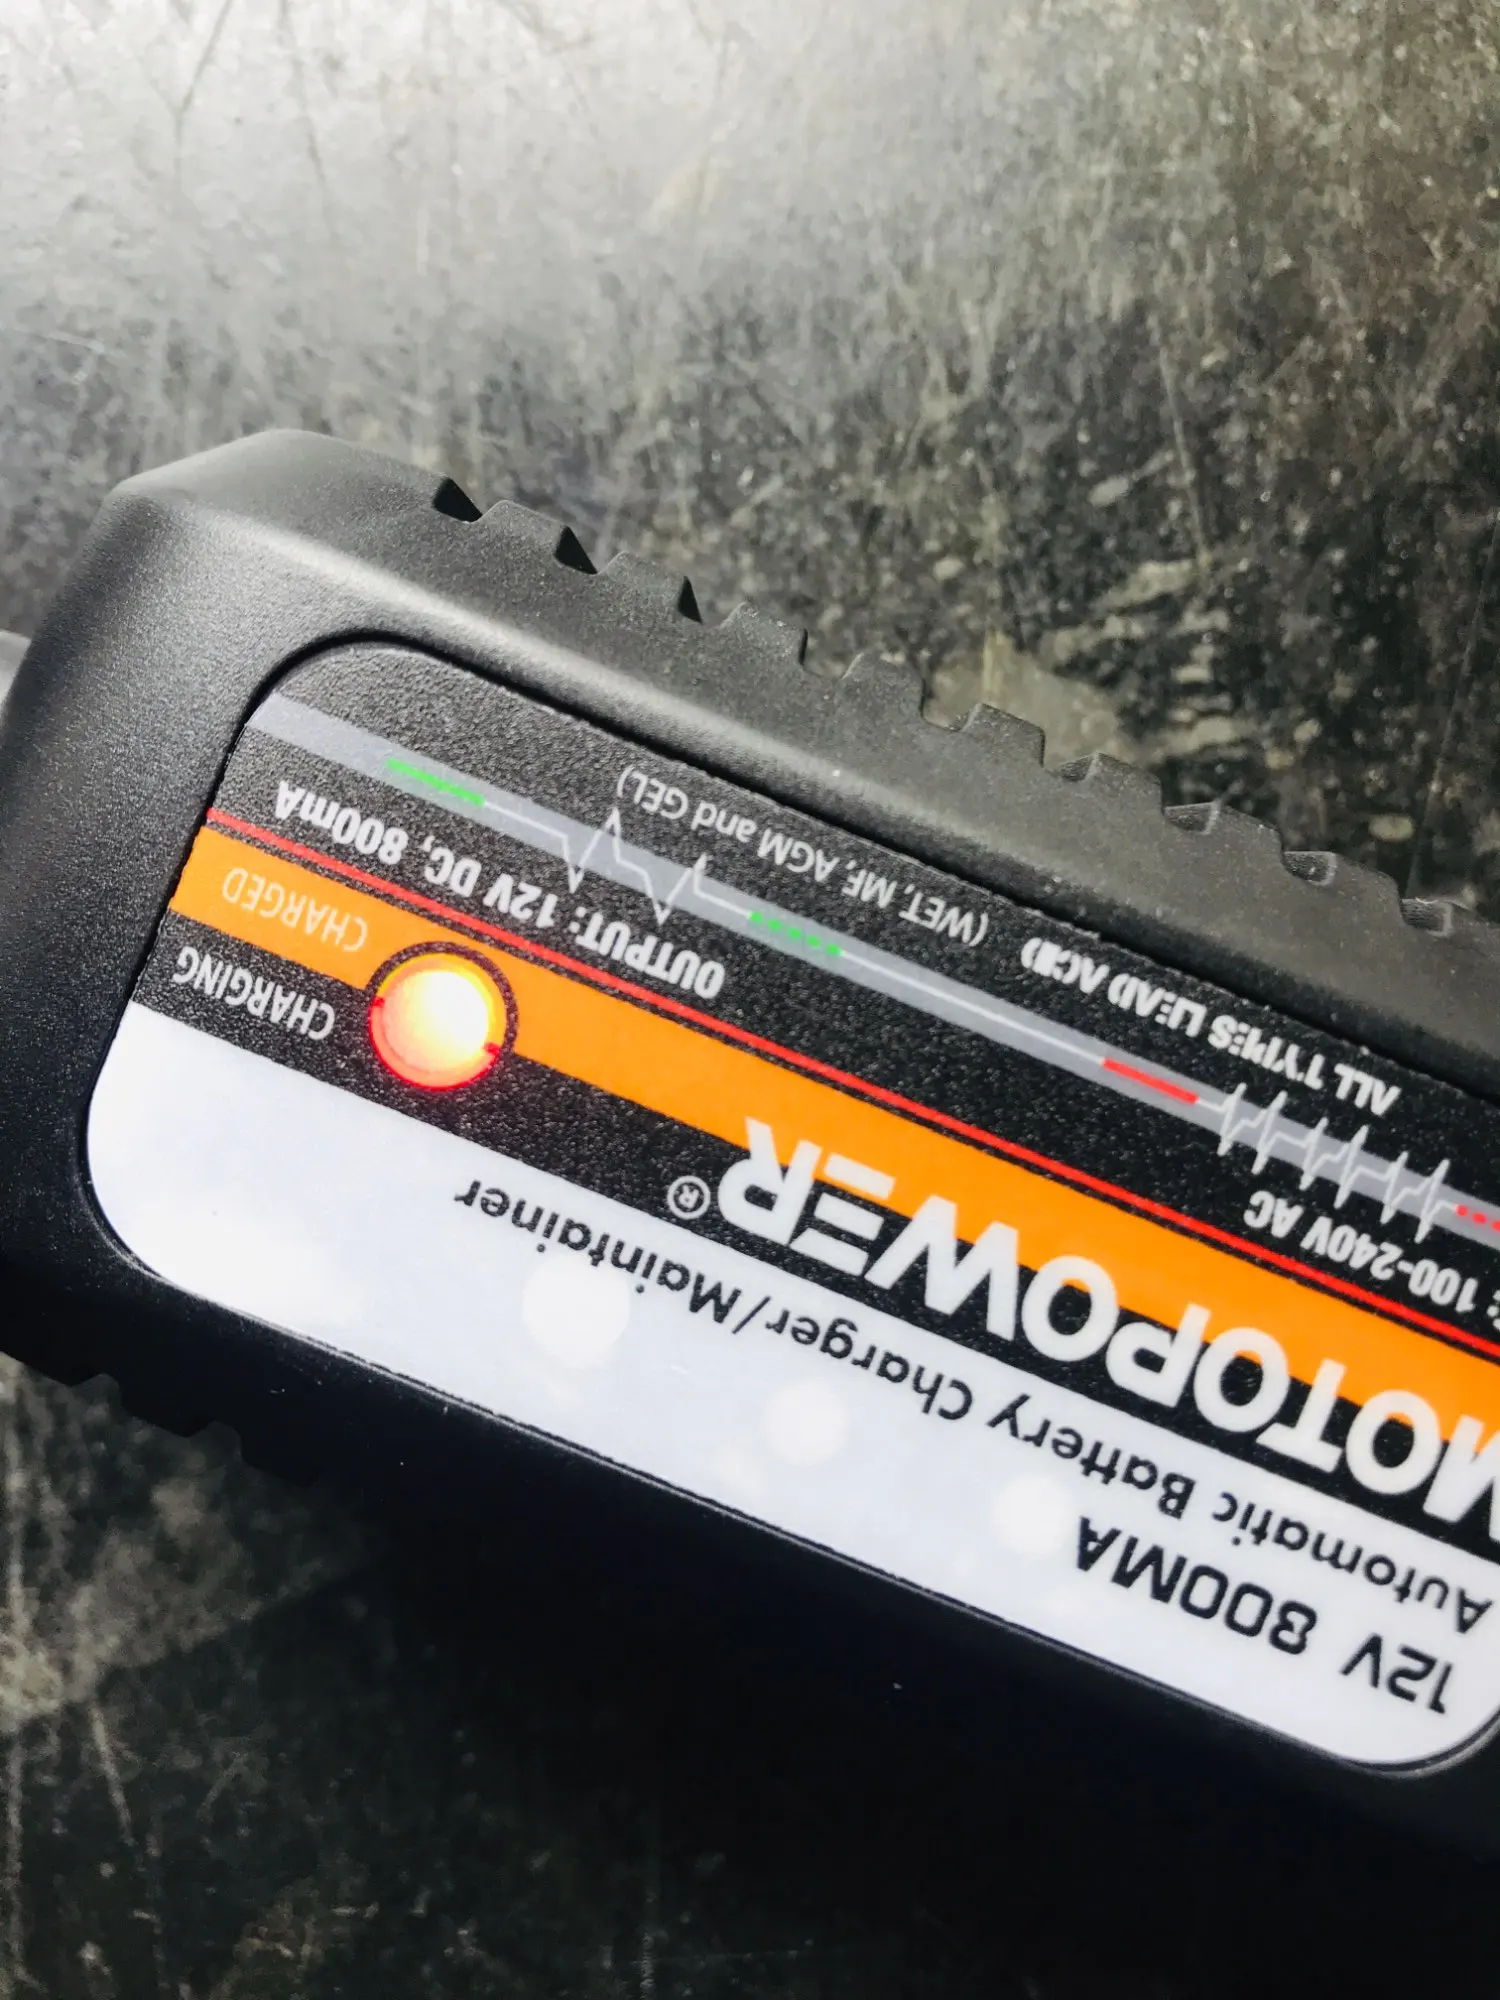 12V 800MA
Automatic Battery Charger/Maintainer
MOTOPOWER®
CHARGING
CHARGED
: 100-240V AC
OUTPUT: 12V DC, 800mA
ALL TYPES LEAD ACID
(WET, MF, AGM and GEL)